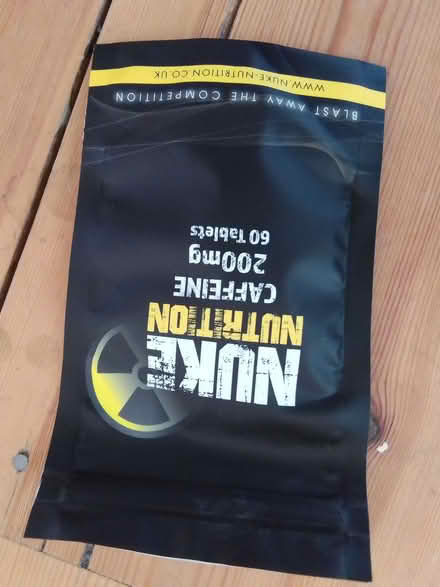 NUKE
NUTRITION
CAFFEINE
200mg
60 Tablets
BLAST AWAY THE COMPETITION
WWW.NUKE-NUTRITION.CO.UK